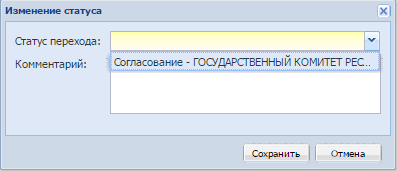 Изменение статуса
Статус перехода:
Согласование - ГОСУДАРСТВЕННЫЙ КОМИТЕТ РЕС...
Комментарий:
Сохранить Отмена